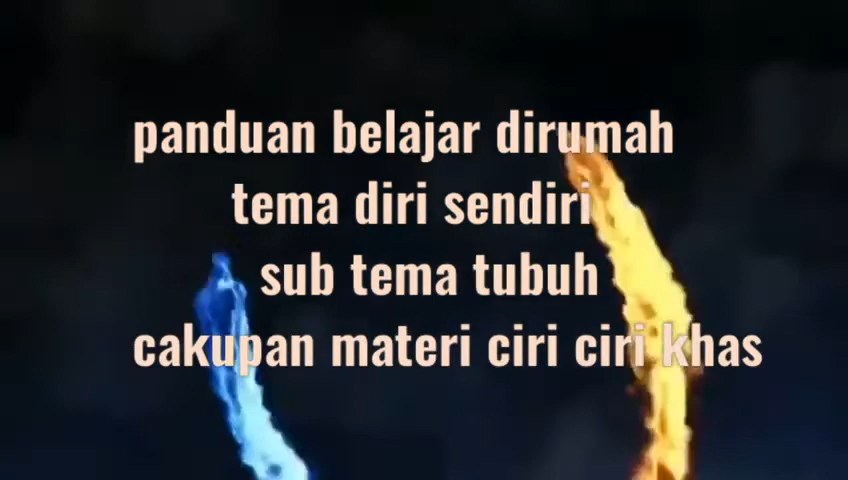 panduan belajar dirumah
tema diri sendiri
sub tema tubuh
cakupan materi ciri ciri khas